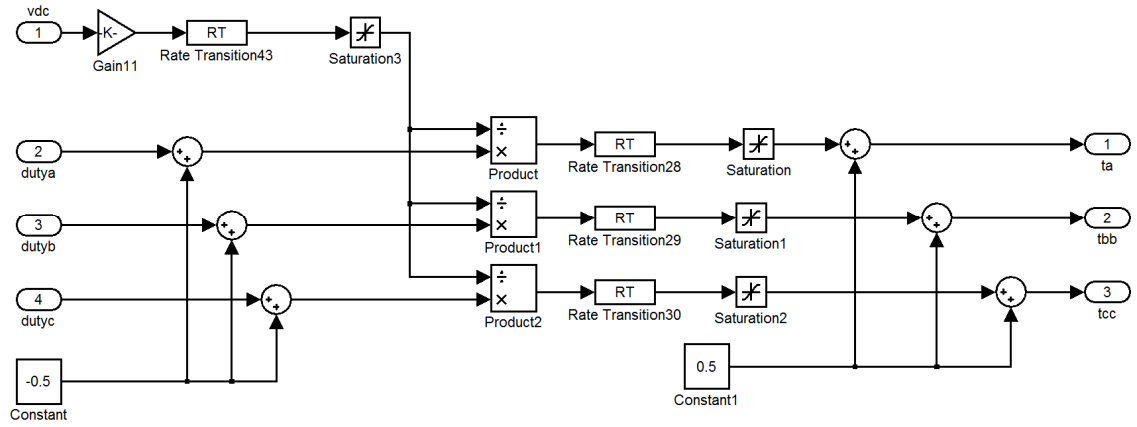 vdc
1
-K-
Gain11
RT
Rate Transition43
Saturation3
2
dutya
÷
×
Product
RT
Rate Transition28
Saturation
1
ta
3
dutyb
÷
×
Product1
RT
Rate Transition29
Saturation1
2
tbb
4
dutyc
÷
×
Product2
RT
Rate Transition30
Saturation2
3
tcc
-0.5
Constant
0.5
Constant1